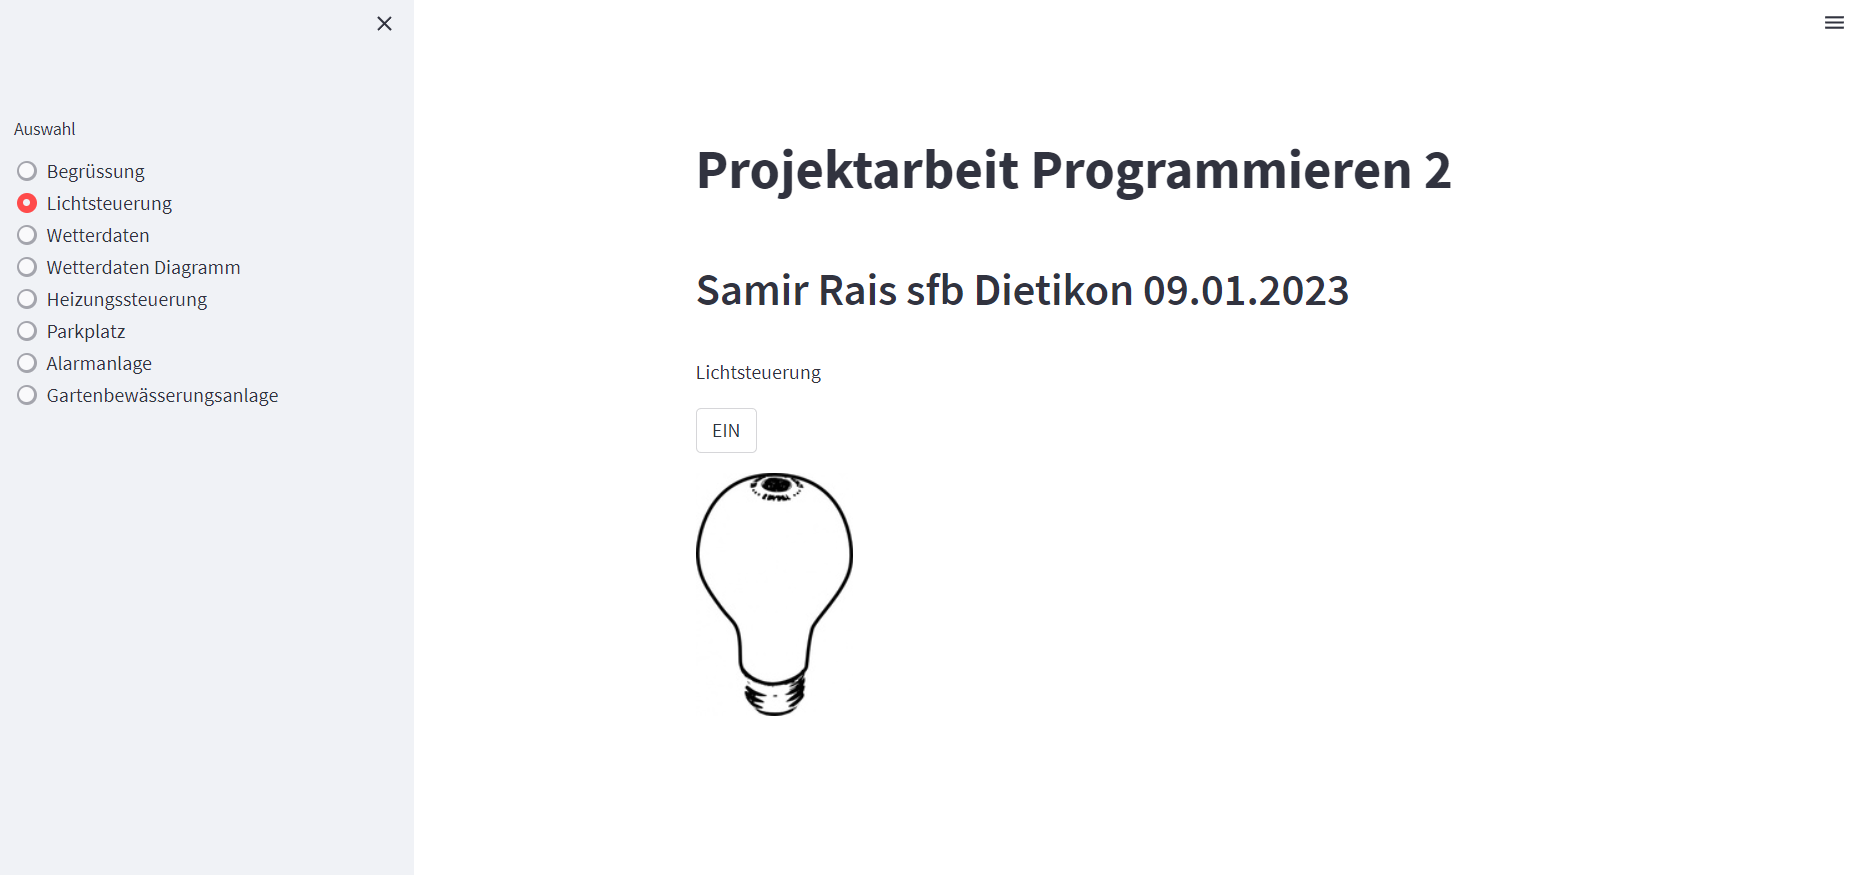 Auswahl
Begrüssung
Lichtsteuerung
Wetterdaten
Wetterdaten Diagramm
Heizungssteuerung
Parkplatz
Alarmanlage
Gartenbewässerungsanlage
Projektarbeit Programmieren 2
Samir Rais sfb Dietikon 09.01.2023
Lichtsteuerung
EIN